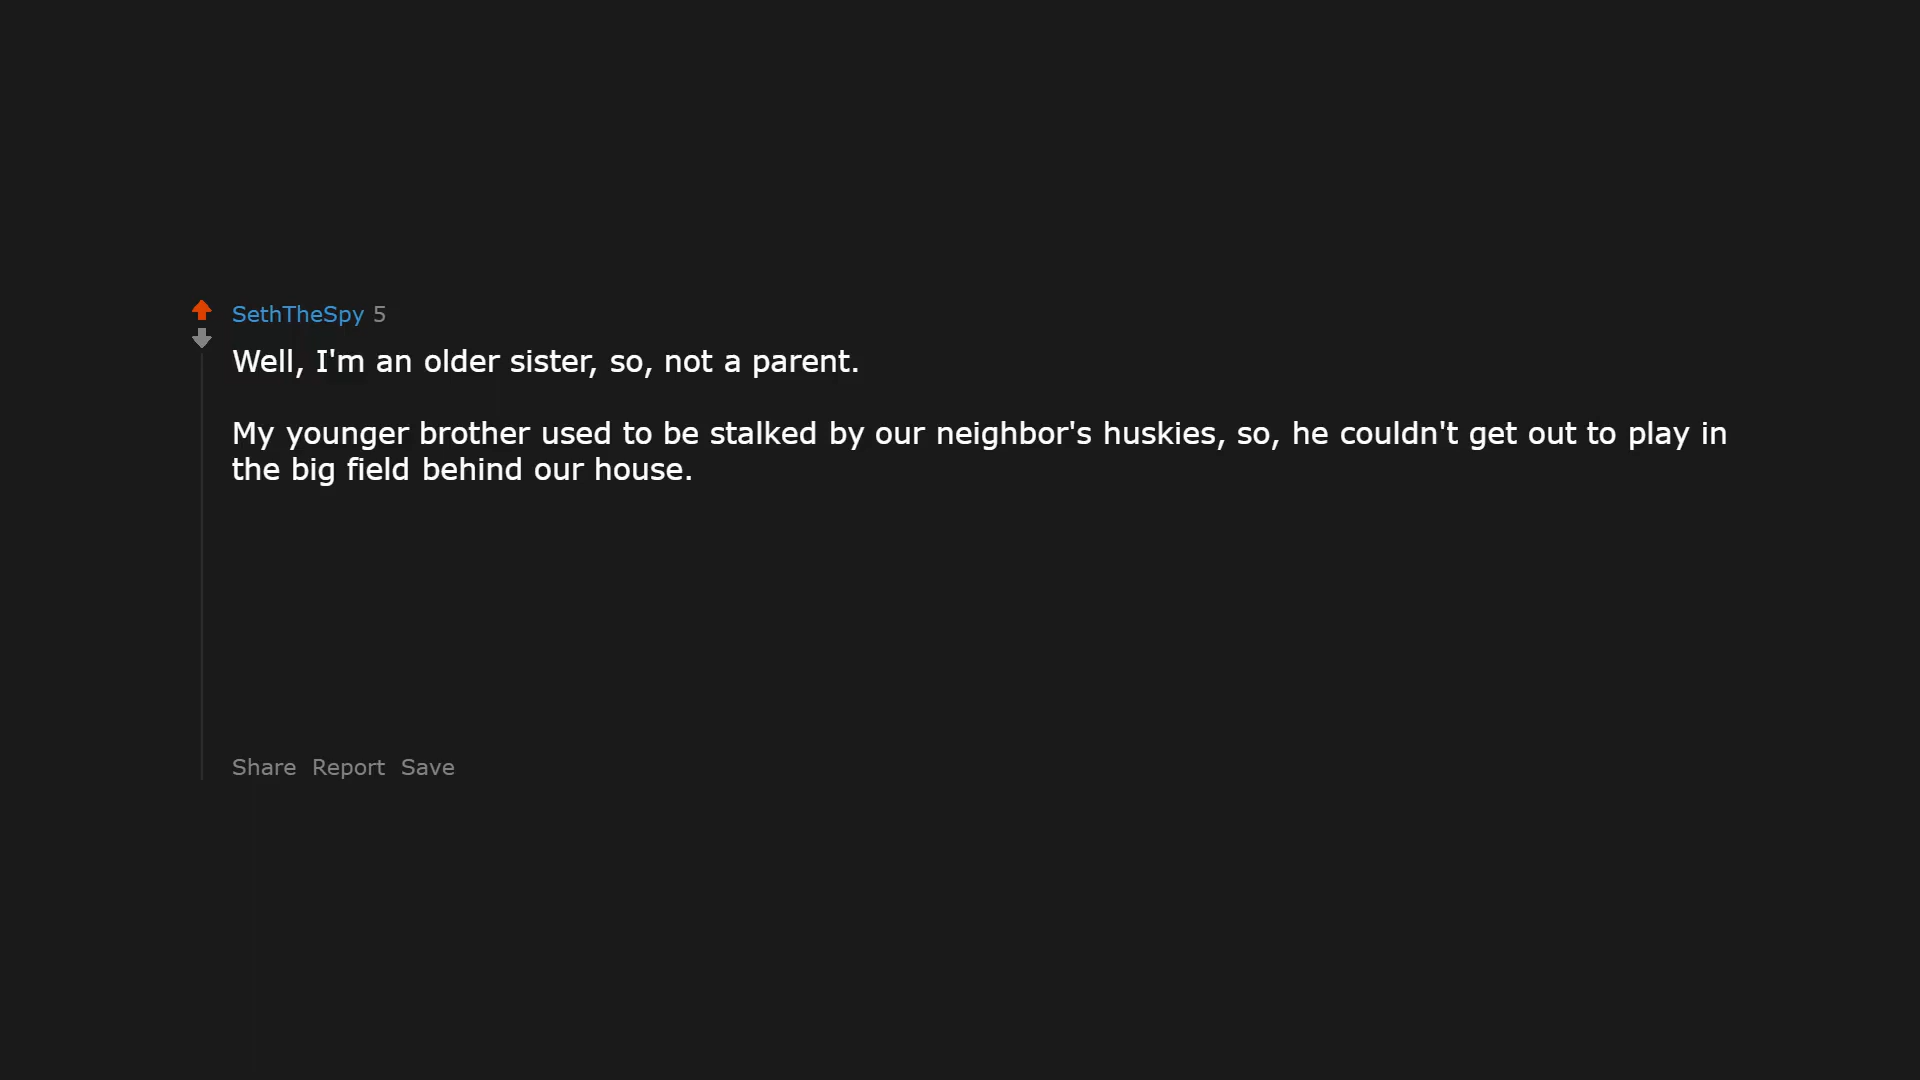 SethTheSpy 5
Well, I'm an older sister, so, not a parent.
My younger brother used to be stalked by our neighbor's huskies, so, he couldn't get out to play in
the big field behind our house.
Share Report Save